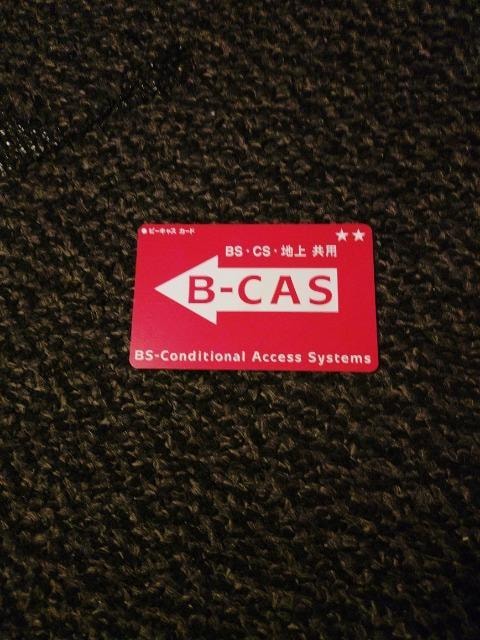 ● ビーキャス カード
★★
BS・CS・地上 共用
B-CAS
BS-Conditional Access Systems